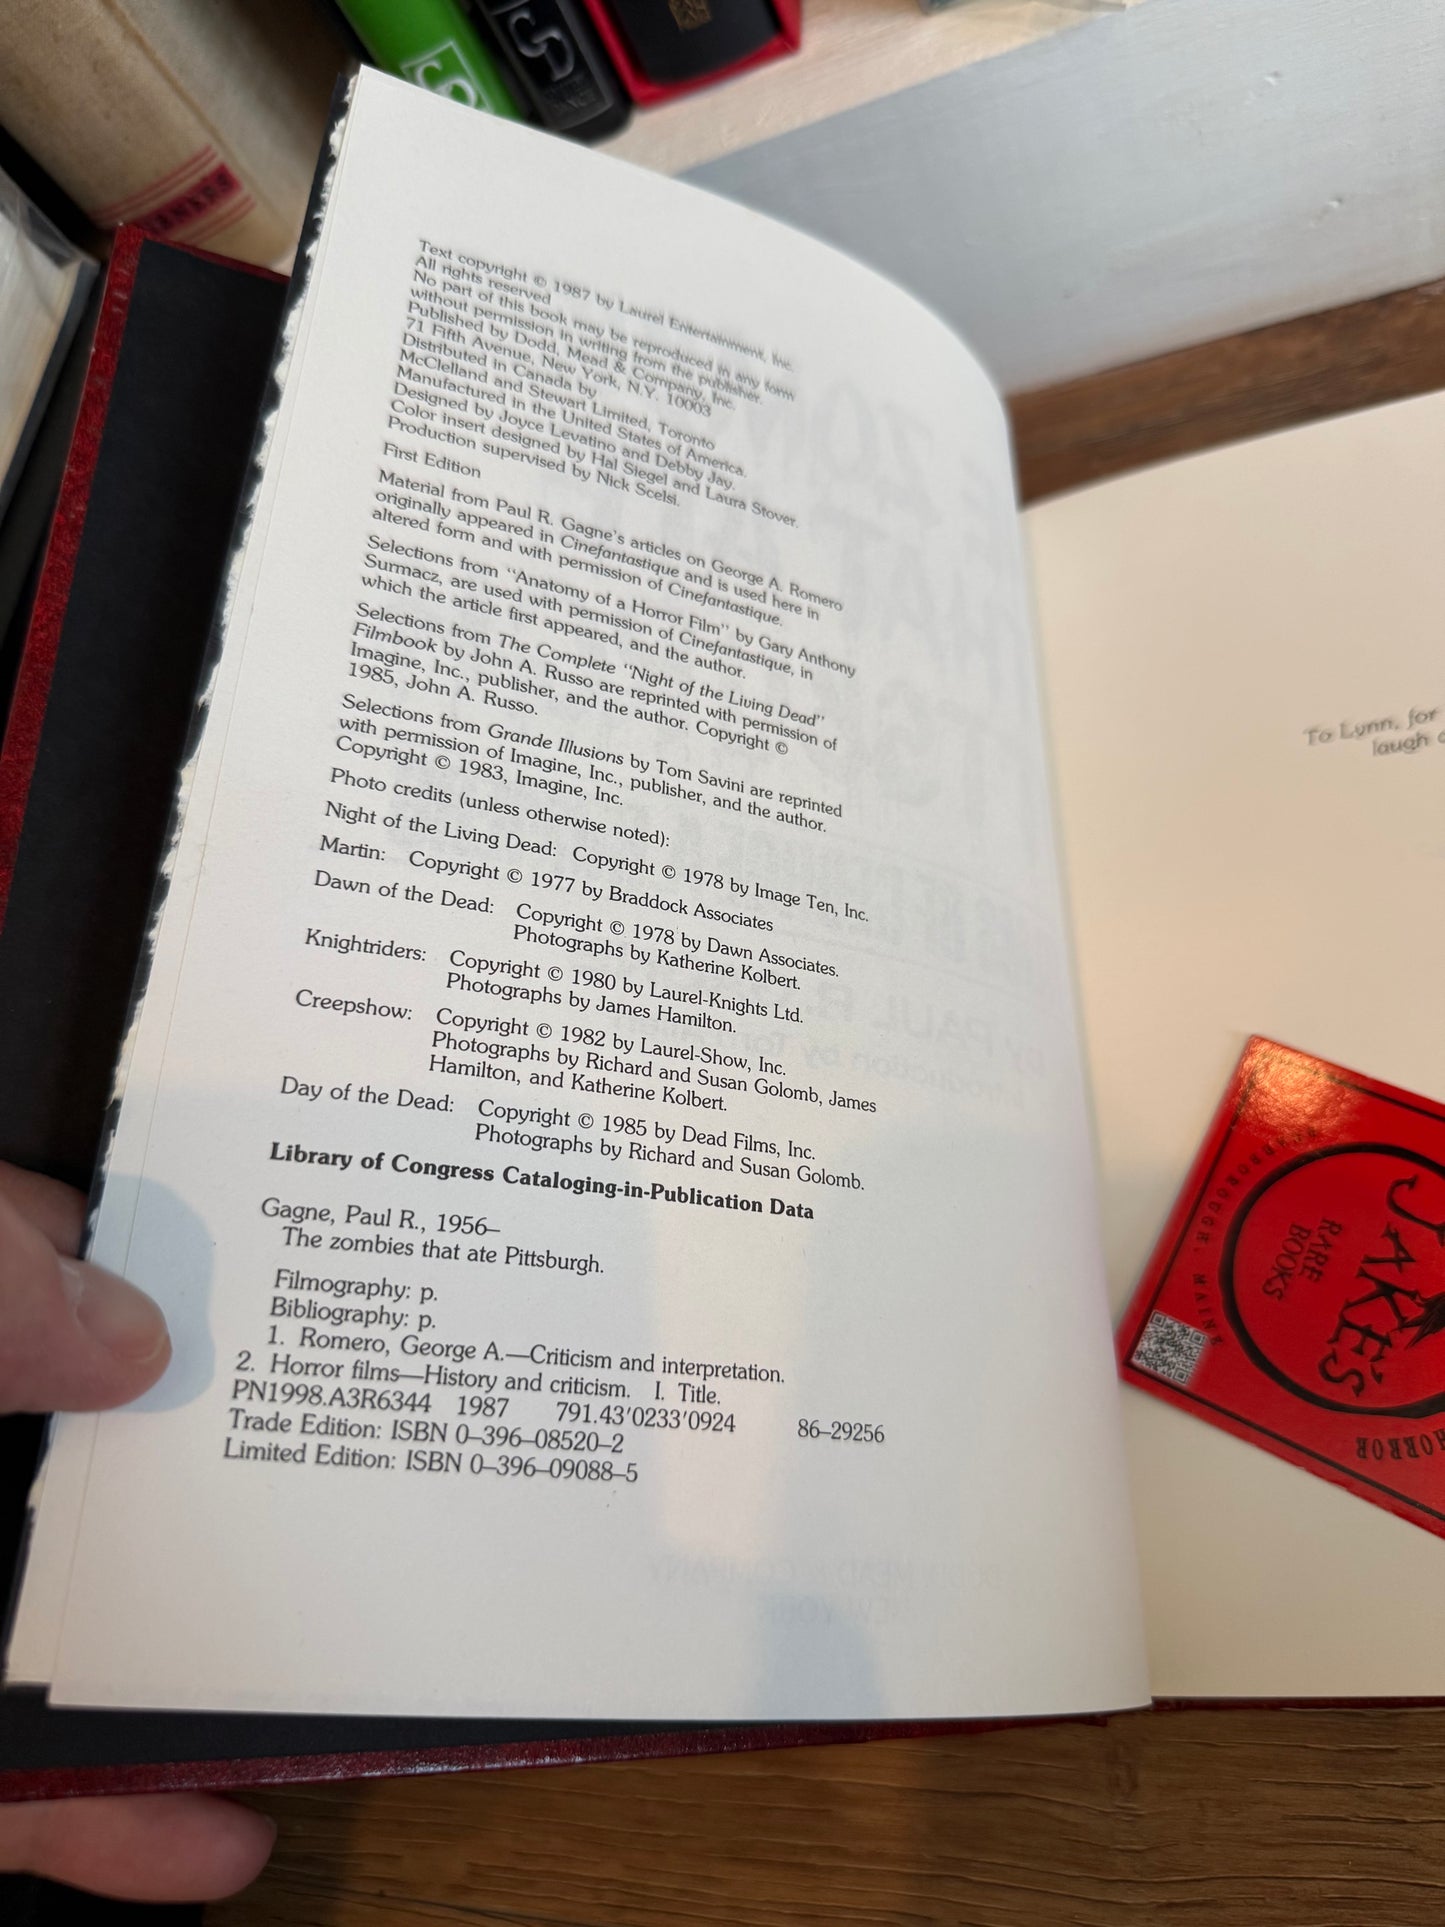 Text copyright © 1987 by Laurel Entertainment, Inc.
All rights reserved
No part of this book may be reproduced in any form
without permission in writing from the publisher.
Published by Dodd, Mead & Company, Inc.
71 Fifth Avenue, New York, N.Y. 10003
Distributed in Canada by
McClelland and Stewart Limited, Toronto
Manufactured in the United States of America.
Designed by Joyce Levatino and Debby Jay.
Color insert designed by Hal Siegel and Laura Stover.
Production supervised by Nick Scelsi.
First Edition
Material from Paul R. Gagne's articles on George A. Romero
originally appeared in Cinefantastique and is used here in
altered form and with permission of Cinefantastique.
Selections from "Anatomy of a Horror Film" by Gary Anthony
Surmacz, are used with permission of Cinefantastique, in
which the article first appeared, and the author.
Selections from The Complete "Night of the Living Dead"
Filmbook by John A. Russo are reprinted with permission of
Imagine, Inc., publisher, and the author. Copyright ©
1985, John A. Russo.
Selections from Grande Illusions by Tom Savini are reprinted
with permission of Imagine, Inc., publisher, and the author.
Copyright © 1983, Imagine, Inc.
Photo credits (unless otherwise noted):
Night of the Living Dead: Copyright © 1978 by Image Ten, Inc.
Martin: Copyright © 1977 by Braddock Associates
Dawn of the Dead: Copyright © 1978 by Dawn Associates.
Photographs by Katherine Kolbert.
Knightriders: Copyright © 1980 by Laurel-Knights Ltd.
Photographs by James Hamilton.
Creepshow: Copyright © 1982 by Laurel-Show, Inc.
Photographs by Richard and Susan Golomb, James
Hamilton, and Katherine Kolbert.
Day of the Dead: Copyright © 1985 by Dead Films, Inc.
Photographs by Richard and Susan Golomb.
Library of Congress Cataloging-in-Publication Data
Gagne, Paul R., 1956–
The zombies that ate Pittsburgh.
Filmography: p.
Bibliography: p.
1. Romero, George A.—Criticism and interpretation.
2. Horror films—History and criticism. I. Title.
PN1998.A3R6344 1987 791.43'0233'0924 86–29256
Trade Edition: ISBN 0–396–08520–2
Limited Edition: ISBN 0–396–09088–5
To Lynn, for
laugh
JAKES
RARE
BOOKS
MAINE
HORROR